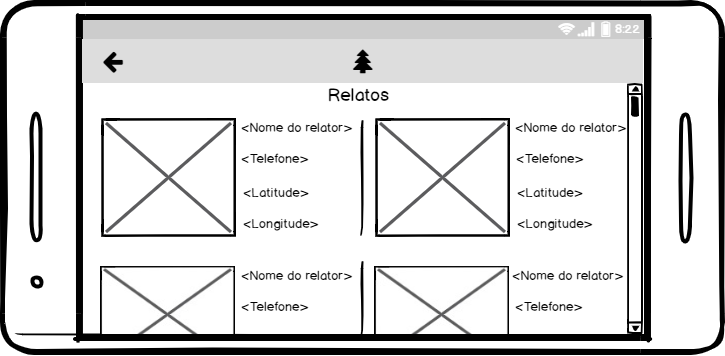 8:22
Relatos
<Nome do relator>
<Telefone>
<Latitude>
<Longitude>
<Nome do relator>
<Telefone>
<Latitude>
<Longitude>
<Nome do relator>
<Telefone>
<Nome do relator>
<Telefone>